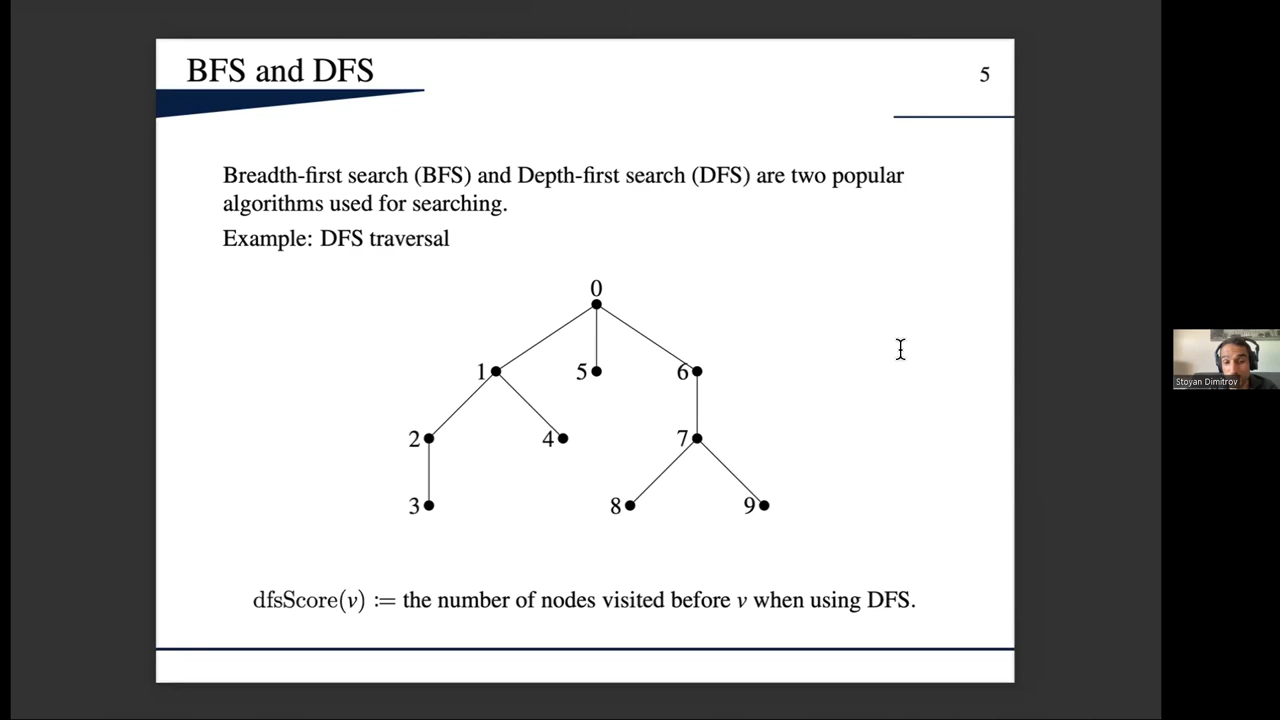 BFS and DFS
5
Breadth-first search (BFS) and Depth-first search (DFS) are two popular
algorithms used for searching.
Example: DFS traversal
0
1 5 6
2 4 7
3 8 9
dfsScore(v) := the number of nodes visited before v when using DFS.
Stoyan Dimitrov